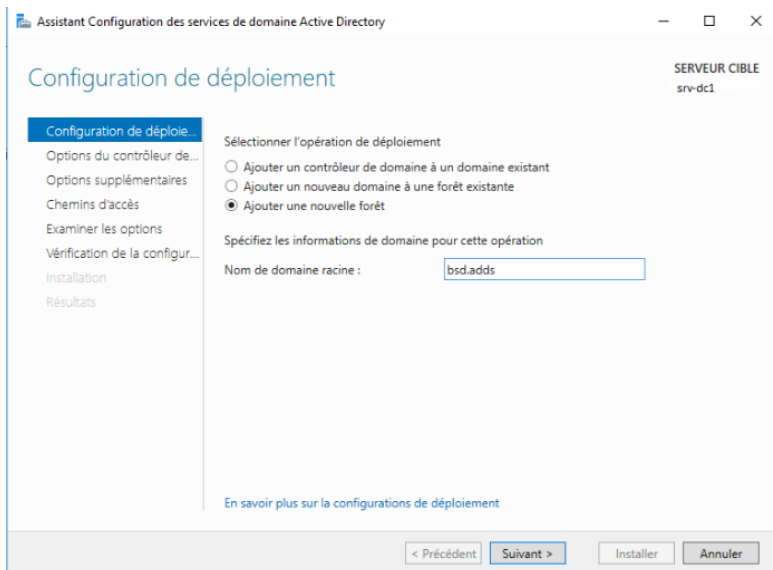 Assistant Configuration des services de domaine Active Directory
Configuration de déploiement
SERVEUR CIBLE
srv-dc1
Configuration de déploie...
Options du contrôleur de...
Options supplémentaires
Chemins d'accès
Examiner les options
Vérification de la configur...
Installation
Résultats
Sélectionner l'opération de déploiement
Ajouter un contrôleur de domaine à un domaine existant
Ajouter un nouveau domaine à une forêt existante
Ajouter une nouvelle forêt
Spécifiez les informations de domaine pour cette opération
Nom de domaine racine : bsd.adds
En savoir plus sur la configurations de déploiement
< Précédent Suivant > Installer Annuler